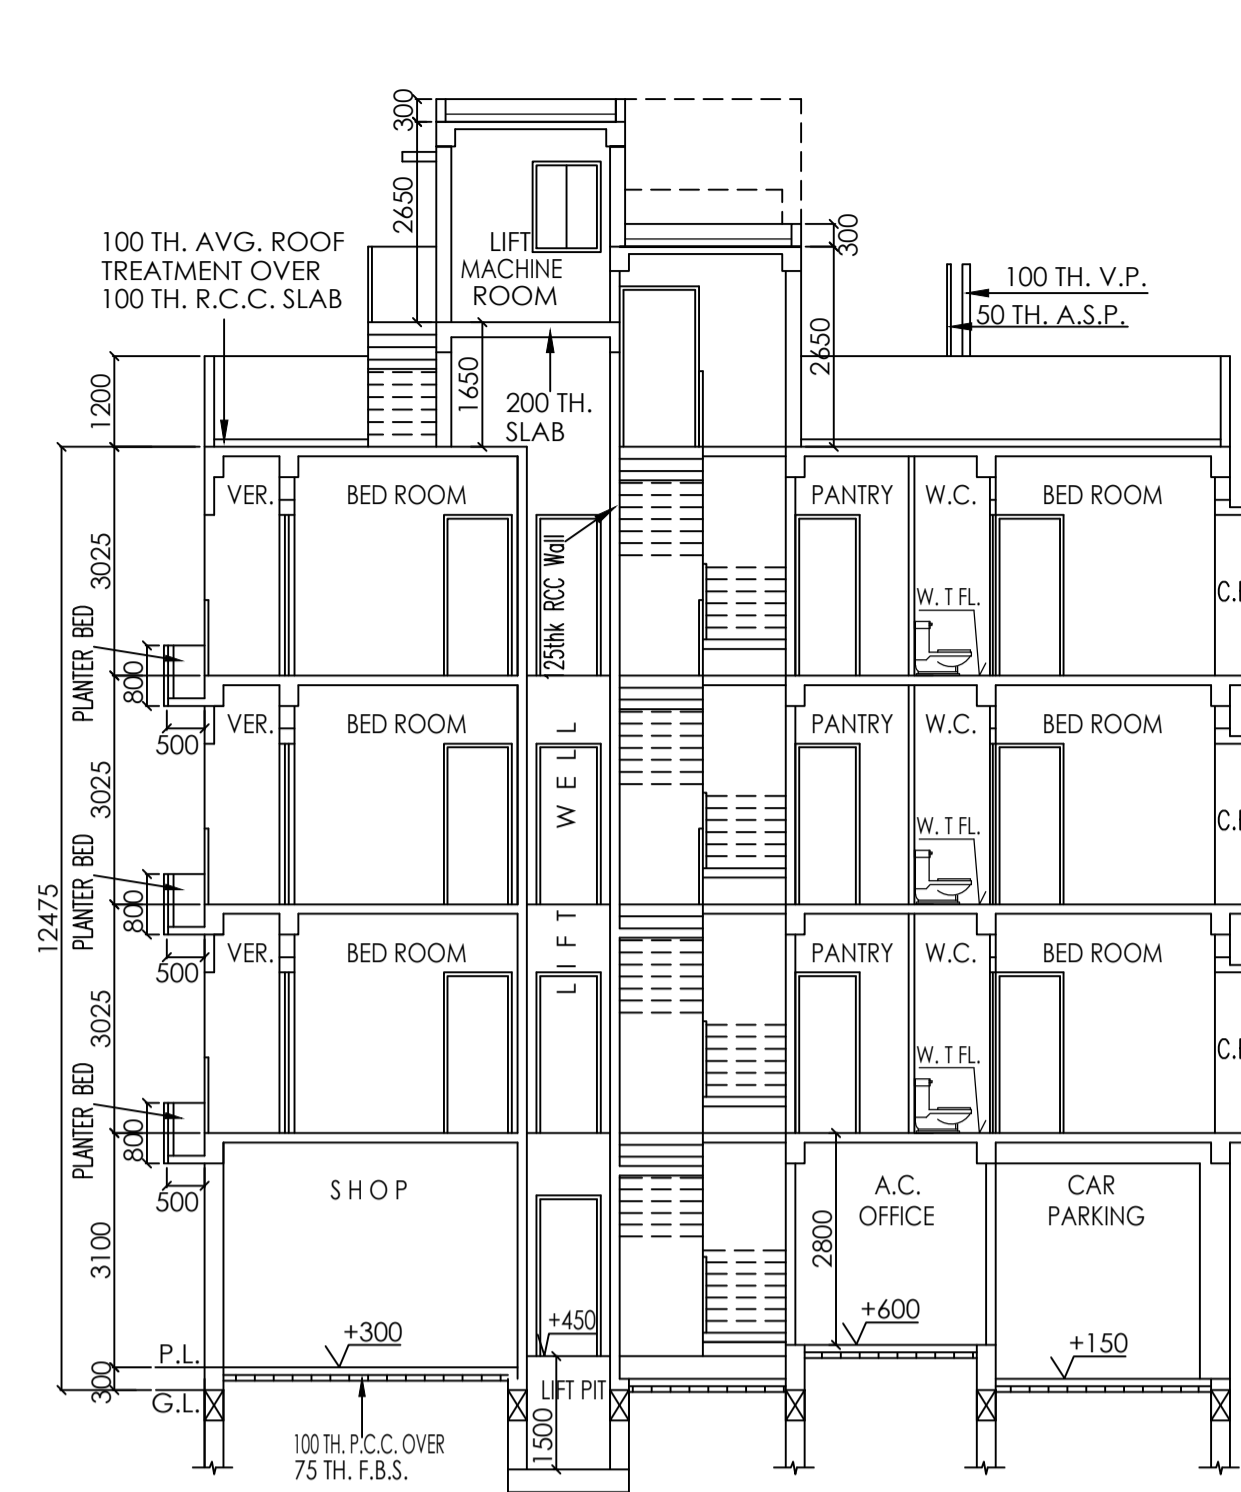 300
2650
300
100 TH. AVG. ROOF
TREATMENT OVER
100 TH. R.C.C. SLAB
LIFT
MACHINE
ROOM
100 TH. V.P.
50 TH. A.S.P.
2650
1200
1650
200 TH.
SLAB
VER.
BED ROOM
PANTRY
W.C.
BED ROOM
3025
125thk RCC Wall
W. T FL.
PLANTER BED
800
500
VER.
BED ROOM
PANTRY
W.C.
BED ROOM
3025
W. T FL.
PLANTER BED
800
500
12475
LIFT WELL
VER.
BED ROOM
PANTRY
W.C.
BED ROOM
3025
W. T FL.
PLANTER BED
800
500
SHOP
A.C.
OFFICE
CAR
PARKING
3100
2800
+300
+450
+600
+150
P.L.
300
G.L.
LIFT PIT
1500
100 TH. P.C.C. OVER
75 TH. F.B.S.